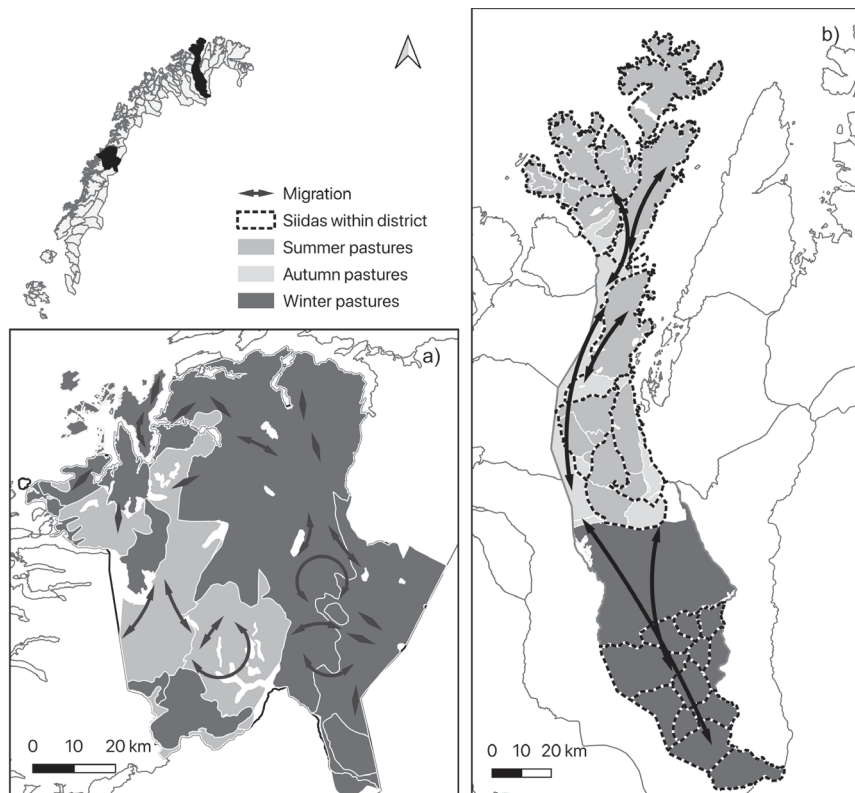 Migration
Siidas within district
Summer pastures
Autumn pastures
Winter pastures
a)
0 10 20 km
b)
0 10 20 km